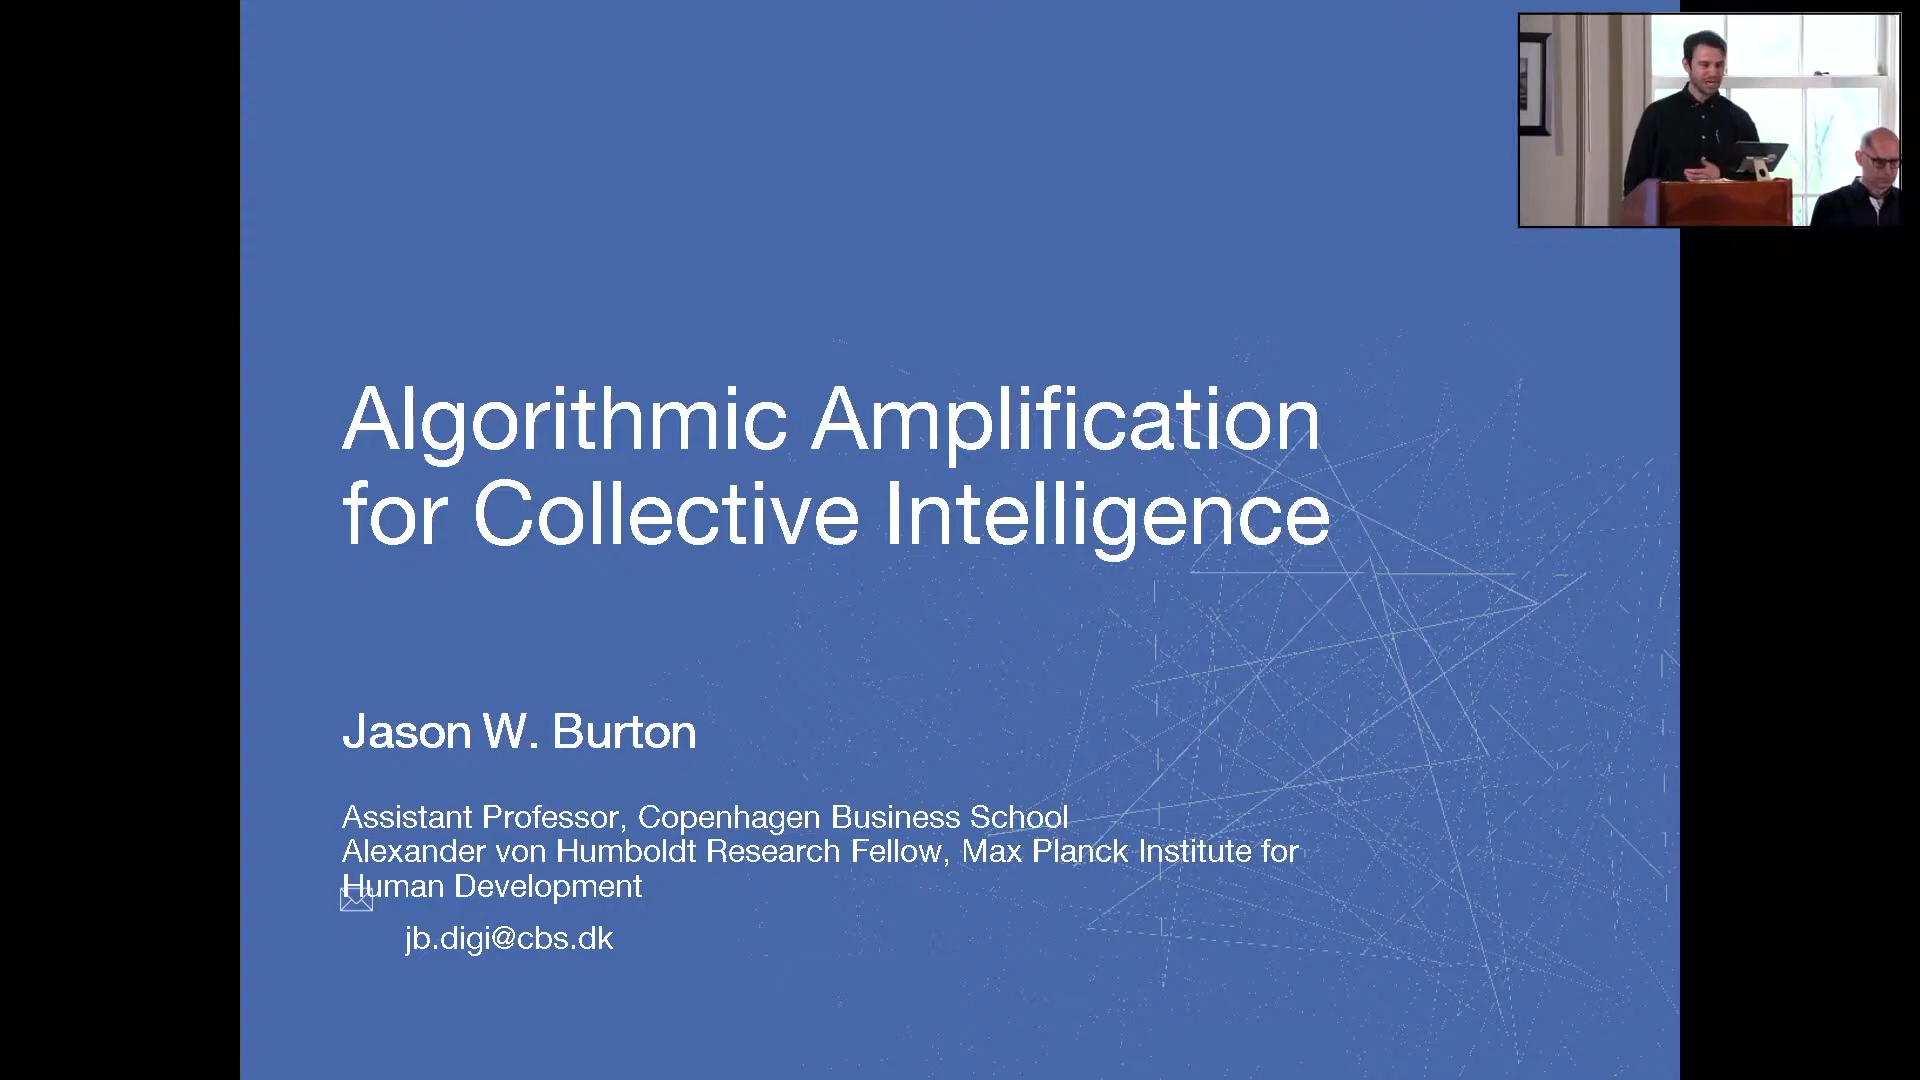 Algorithmic Amplification
for Collective Intelligence
Jason W. Burton
Assistant Professor, Copenhagen Business School
Alexander von Humboldt Research Fellow, Max Planck Institute for
Human Development
jb.digi@cbs.dk